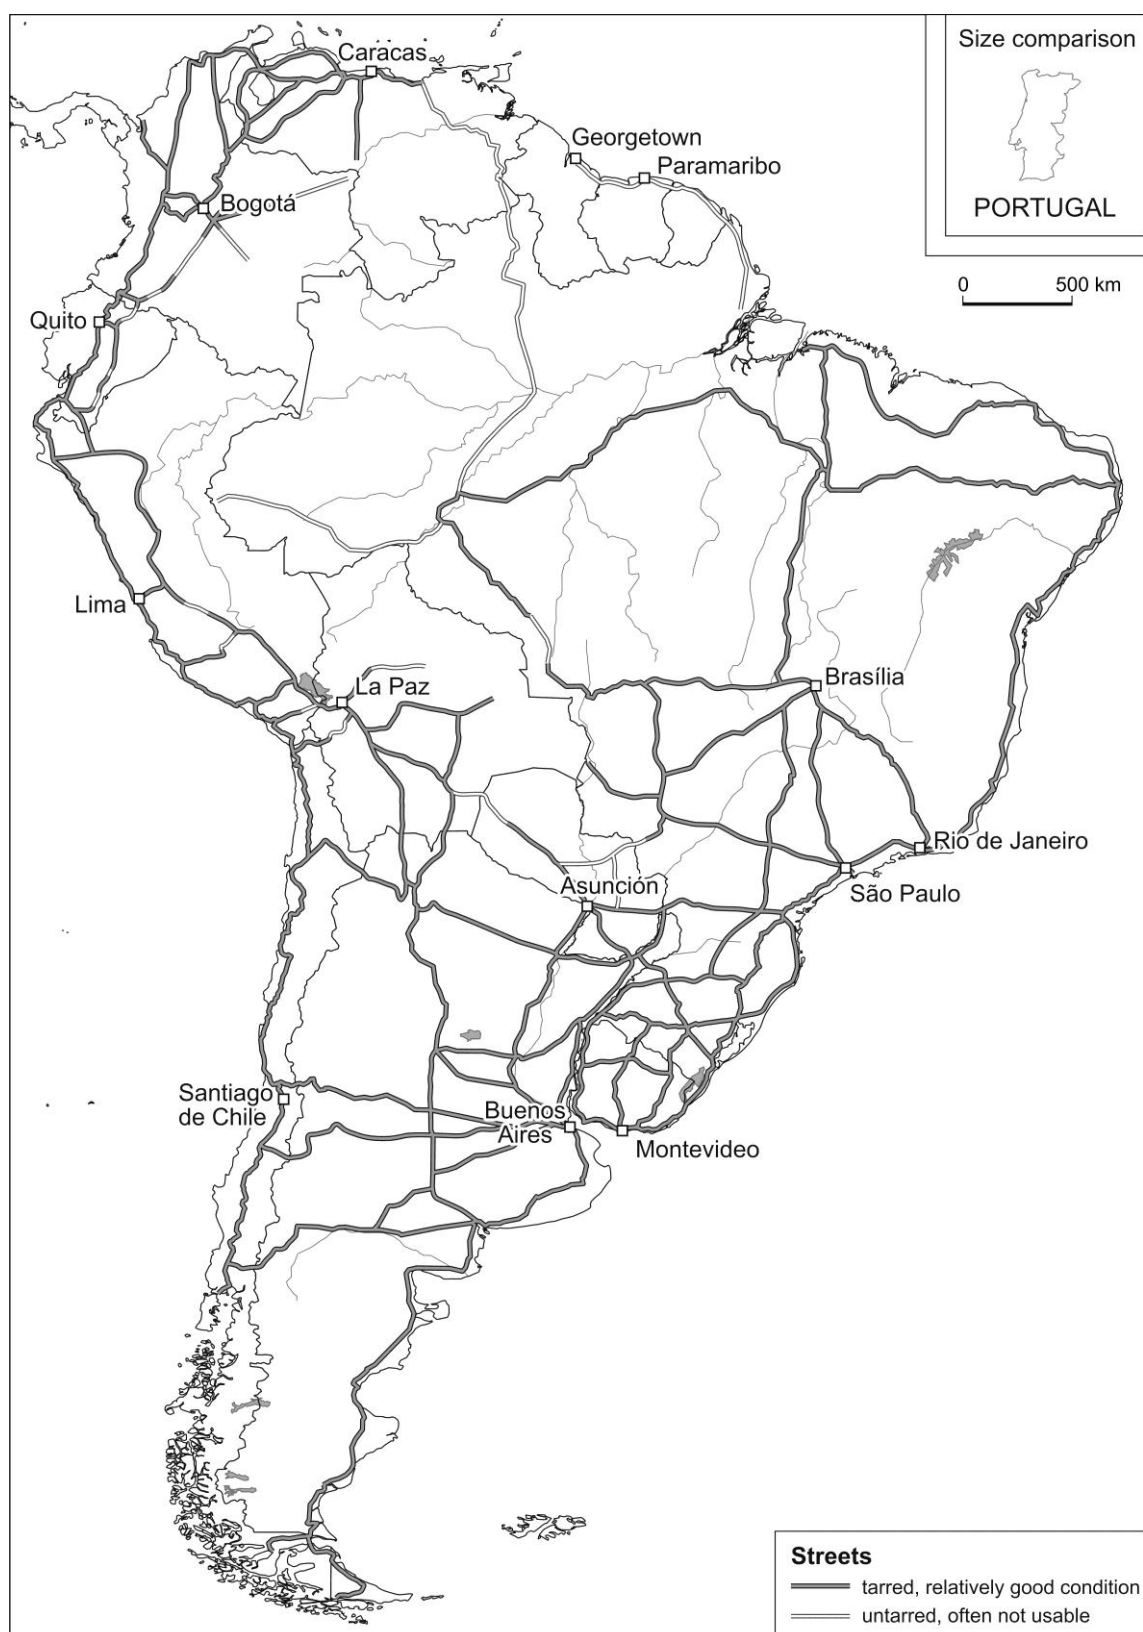 Size comparison
PORTUGAL
0 500 km
Caracas
Georgetown
Paramaribo
Bogotá
Quito
Lima
La Paz
Brasília
Rio de Janeiro
São Paulo
Asunción
Santiago
de Chile
Buenos
Aires
Montevideo
Streets
tarred, relatively good condition
untarred, often not usable